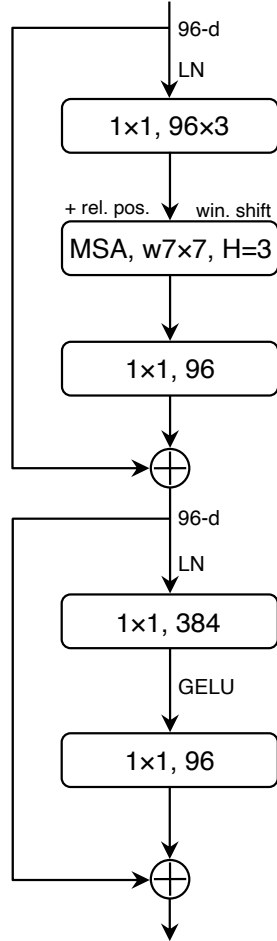 96-d
LN
1×1, 96×3
+ rel. pos. win. shift
MSA, w7×7, H=3
1×1, 96
96-d
LN
1×1, 384
GELU
1×1, 96